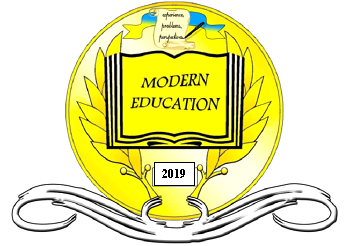 experience,
problems,
perspectives
MODERN
EDUCATION
2019